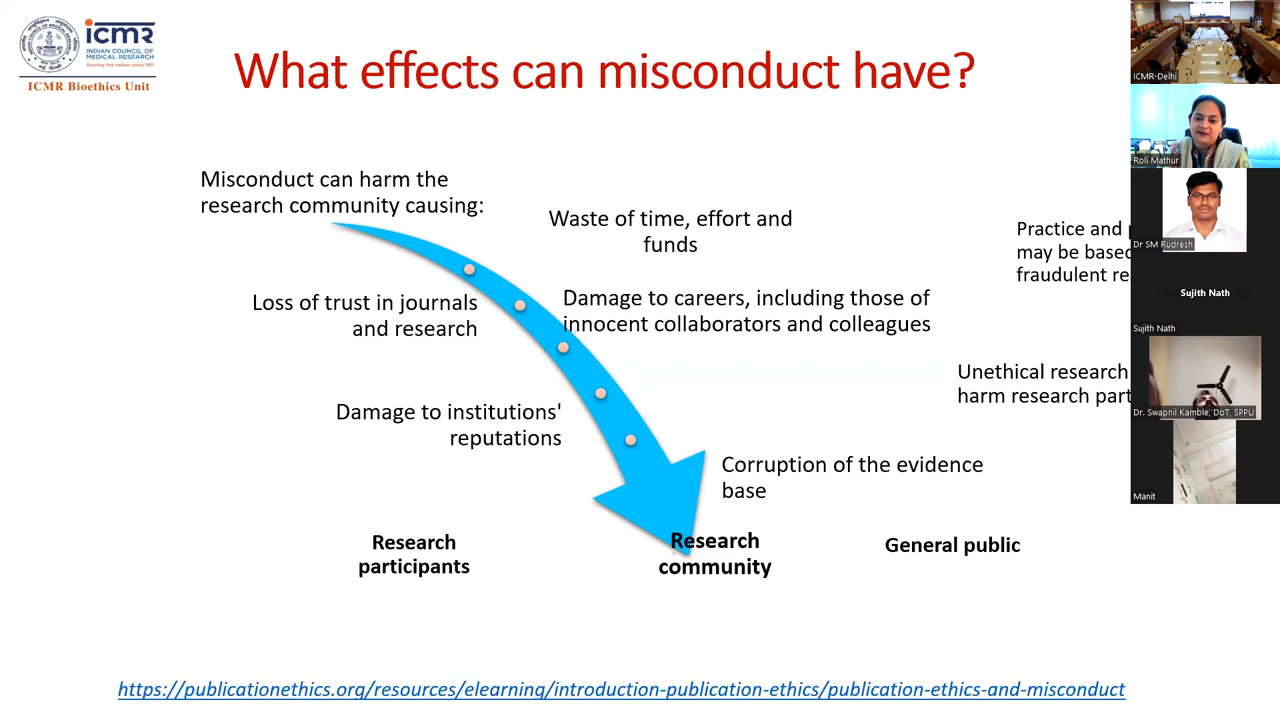 icmr
INDIAN COUNCIL OF
MEDICAL RESEARCH
Serving the nation since 1911
ICMR Bioethics Unit
What effects can misconduct have?
Misconduct can harm the
research community causing:
Waste of time, effort and
funds
Practice and
may be based
fraudulent re
Loss of trust in journals
and research
Damage to careers, including those of
innocent collaborators and colleagues
Unethical research
harm research part
Damage to institutions'
reputations
Corruption of the evidence
base
Research
participants
Research
community
General public
https://publicationethics.org/resources/elearning/introduction-publication-ethics/publication-ethics-and-misconduct
ICMR-Delhi
Roli Mathur
Dr SM Rudresh
Sujith Nath
Sujith Nath
Dr. Swapnil Kamble, DoT, SPPU
Manit